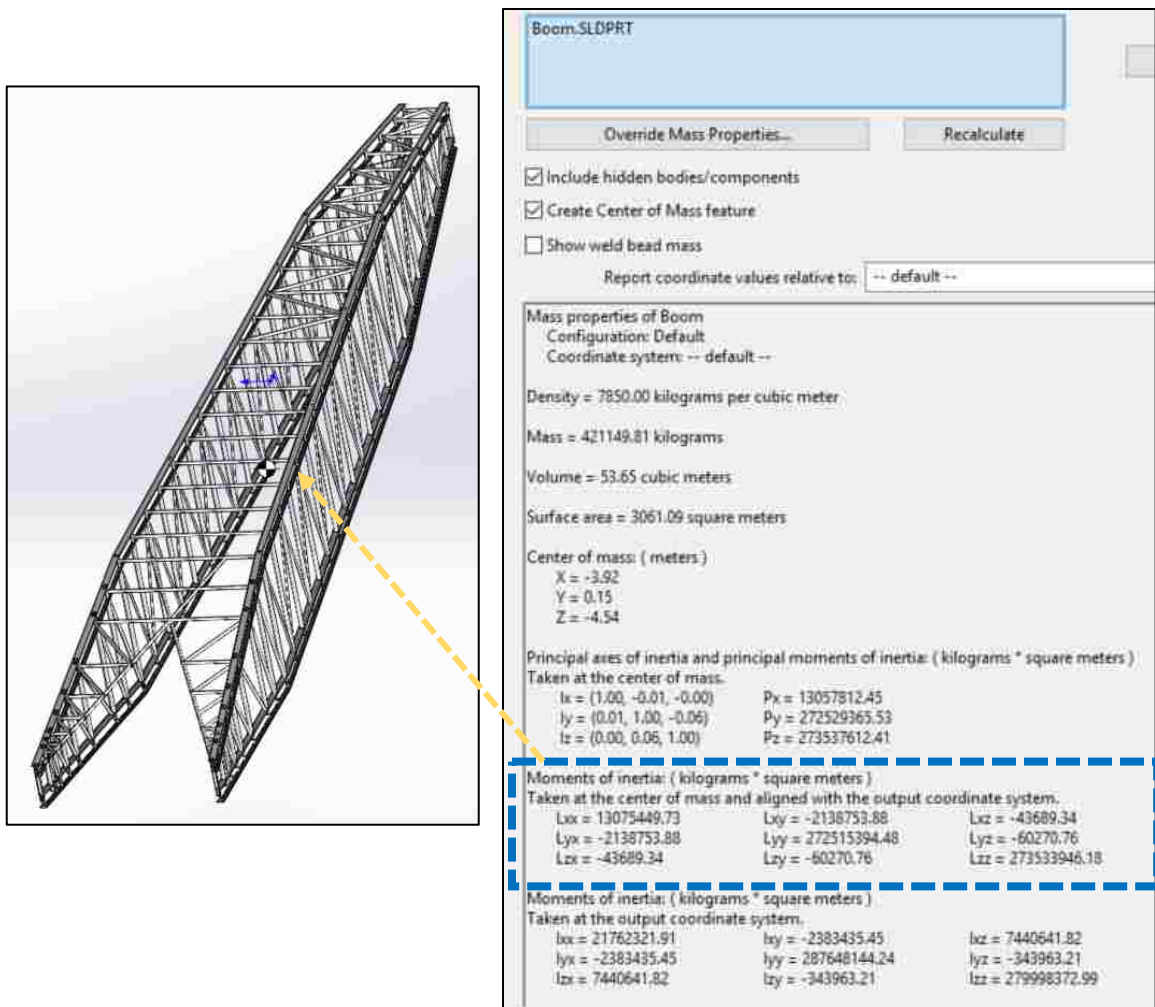 Boom.SLDPRT
Override Mass Properties...
Recalculate
Include hidden bodies/components
Create Center of Mass feature
Show weld bead mass
Report coordinate values relative to: -- default --
Mass properties of Boom
Configuration: Default
Coordinate system: -- default --
Density = 7850.00 kilograms per cubic meter
Mass = 421149.81 kilograms
Volume = 53.65 cubic meters
Surface area = 3061.09 square meters
Center of mass: ( meters )
X = -3.92
Y = 0.15
Z = -4.54
Principal axes of inertia and principal moments of inertia: ( kilograms * square meters )
Taken at the center of mass.
Ix = (1.00, -0.01, -0.00) Px = 13057812.45
Iy = (0.01, 1.00, -0.06) Py = 272529365.53
Iz = (0.00, 0.06, 1.00) Pz = 273537612.41
Moments of inertia: ( kilograms * square meters )
Taken at the center of mass and aligned with the output coordinate system.
Lxx = 13075449.73 Lxy = -2138753.88 Lxz = -43689.34
Lyx = -2138753.88 Lyy = 272515394.48 Lyz = -60270.76
Lzx = -43689.34 Lzy = -60270.76 Lzz = 273533946.18
Moments of inertia: ( kilograms * square meters )
Taken at the output coordinate system.
Ixx = 21762321.91 Ixy = -2383435.45 Ixz = 7440641.82
Iyx = -2383435.45 Iyy = 287648144.24 Iyz = -343963.21
Izx = 7440641.82 Izy = -343963.21 Izz = 279998372.99